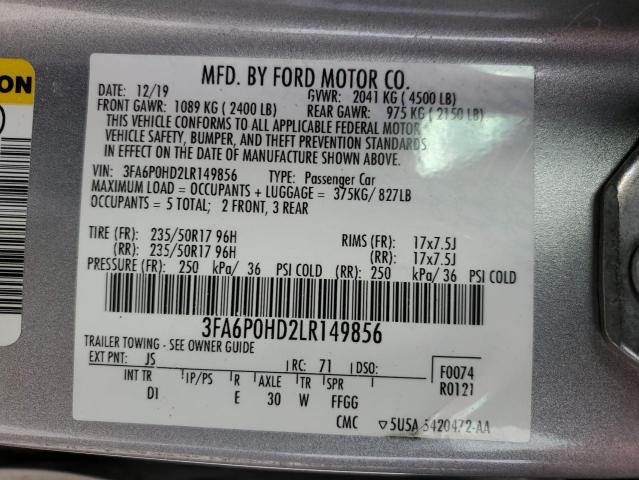 ON
MFD. BY FORD MOTOR CO.
DATE: 12/19 GVWR: 2041 KG ( 4500 LB)
FRONT GAWR: 1089 KG ( 2400 LB) REAR GAWR: 975 KG ( 2150 LB)
THIS VEHICLE CONFORMS TO ALL APPLICABLE FEDERAL MOTOR
VEHICLE SAFETY, BUMPER, AND THEFT PREVENTION STANDARDS
IN EFFECT ON THE DATE OF MANUFACTURE SHOWN ABOVE.
VIN: 3FA6P0HD2LR149856 TYPE: Passenger Car
MAXIMUM LOAD = OCCUPANTS + LUGGAGE = 375KG/ 827LB
OCCUPANTS = 5 TOTAL; 2 FRONT, 3 REAR
TIRE (FR): 235/50R17 96H RIMS (FR): 17x7.5J
(RR): 235/50R17 96H (RR): 17x7.5J
PRESSURE (FR): 250 kPa/ 36 PSI COLD (RR): 250 kPa/ 36 PSI COLD
3FA6P0HD2LR149856
TRAILER TOWING - SEE OWNER GUIDE
EXT PNT: JS RC: 71 DSO: F0074
R0121
INT TR IP/PS R AXLE TR SPR
DI E 30 W FFGG
CMC 5U5A 5420472-AA